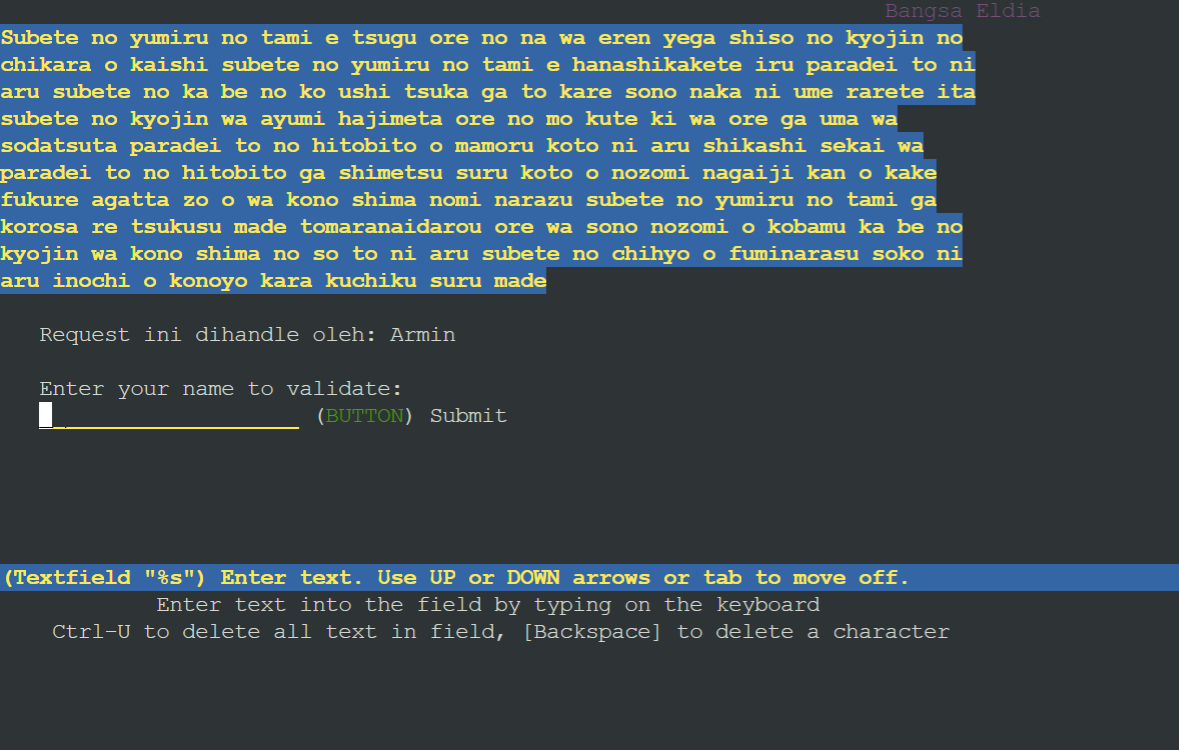 Bangsa Eldia
Subete no yumiru no tami e tsugu ore no na wa eren yega shiso no kyojin no
chikara o kaishi subete no yumiru no tami e hanashikakete iru paradei to ni
aru subete no ka be no ko ushi tsuka ga to kare sono naka ni ume rarete ita
subete no kyojin wa ayumi hajimeta ore no mo kute ki wa ore ga uma wa
sodatsuta paradei to no hitobito o mamoru koto ni aru shikashi sekai wa
paradei to no hitobito ga shimetsu suru koto o nozomi nagaiji kan o kake
fukure agatta zo o wa kono shima nomi narazu subete no yumiru no tami ga
korosa re tsukusu made tomaranaidarou ore wa sono nozomi o kobamu ka be no
kyojin wa kono shima no so to ni aru subete no chihyo o fuminarasu soko ni
aru inochi o konoyo kara kuchiku suru made
Request ini dihandle oleh: Armin
Enter your name to validate:
(BUTTON) Submit
(Textfield "%s") Enter text. Use UP or DOWN arrows or tab to move off.
Enter text into the field by typing on the keyboard
Ctrl-U to delete all text in field, [Backspace] to delete a character